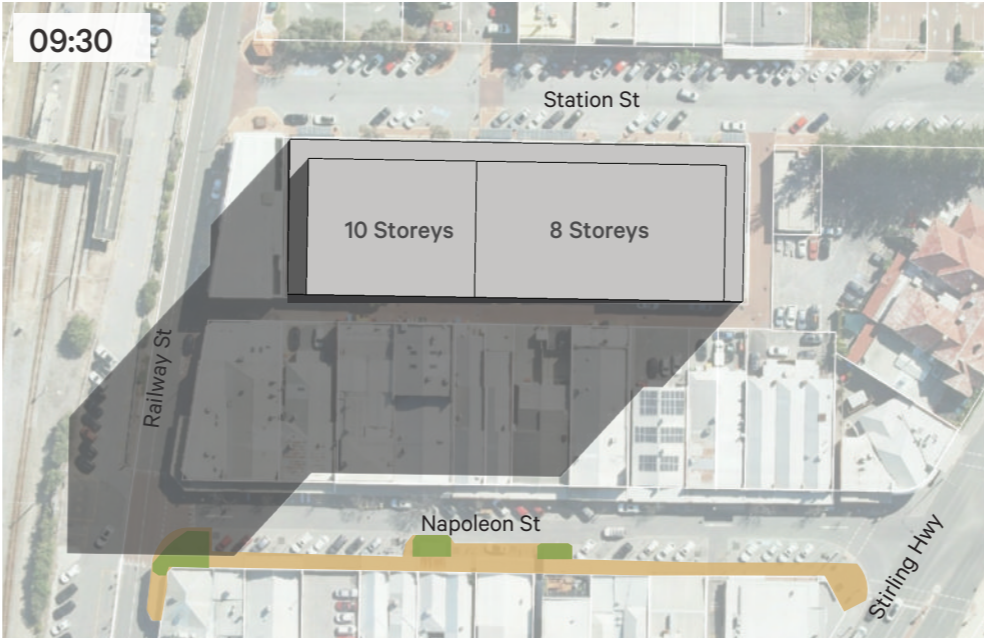 09:30
Station St
10 Storeys
8 Storeys
Railway St
Napoleon St
Stirling Hwy